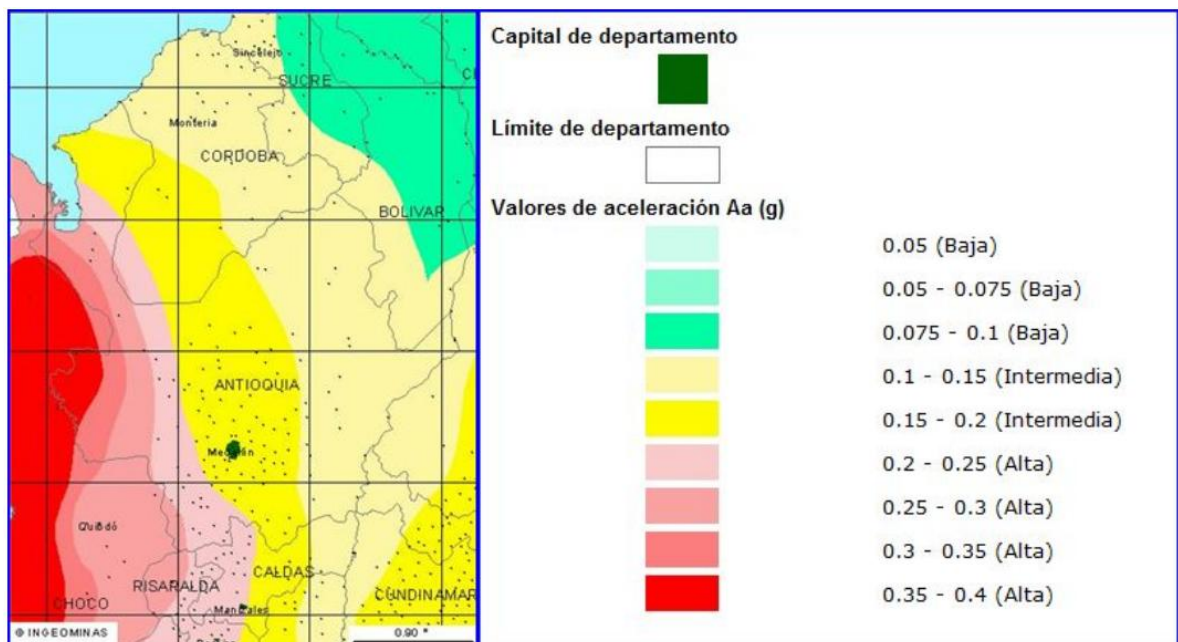 Sincelejo
SUCRE
Monteria
CORDOBA
BOLIVAR
ANTIOQUIA
Medellin
Quibdó
CALDAS
RISARALDA
CUNDINAMAR
CHOCO
Manizales
© INGEOMINAS
0.90 °
Capital de departamento
Límite de departamento
Valores de aceleración Aa (g)
0.05 (Baja)
0.05 - 0.075 (Baja)
0.075 - 0.1 (Baja)
0.1 - 0.15 (Intermedia)
0.15 - 0.2 (Intermedia)
0.2 - 0.25 (Alta)
0.25 - 0.3 (Alta)
0.3 - 0.35 (Alta)
0.35 - 0.4 (Alta)